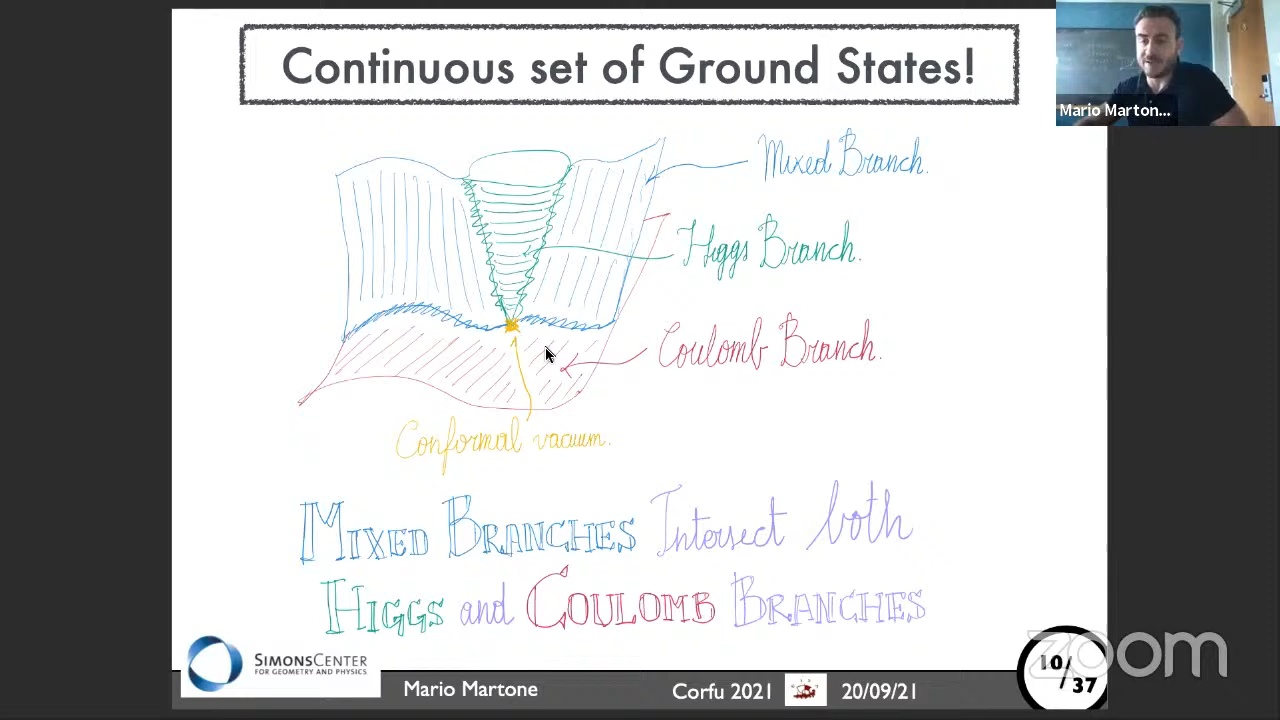 Continuous set of Ground States!
Mario Marton...
Mixed Branch.
Higgs Branch.
Coulomb Branch.
Conformal vacuum.
MIXED BRANCHES Intersect both
HIGGS and COULOMB BRANCHES
SIMONS CENTER
FOR GEOMETRY AND PHYSICS
Mario Martone
Corfu 2021
20/09/21
10/
/37
zoom